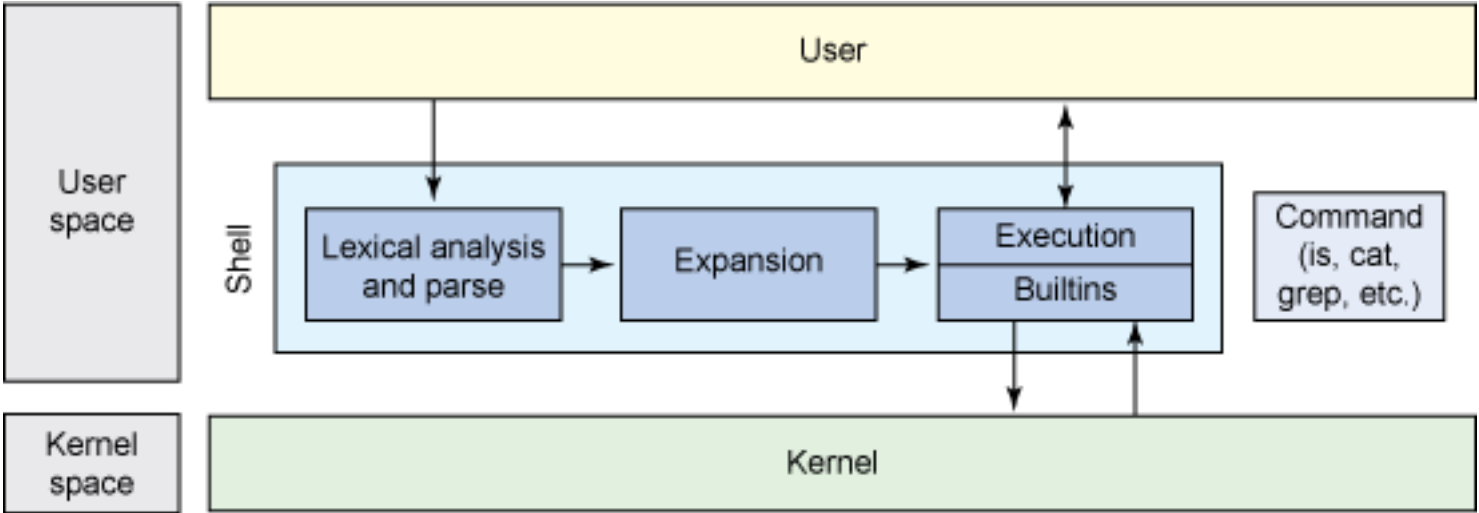 User
User
space
Shell
Lexical analysis
and parse
Expansion
Execution
Builtins
Command
(is, cat,
grep, etc.)
Kernel
space
Kernel